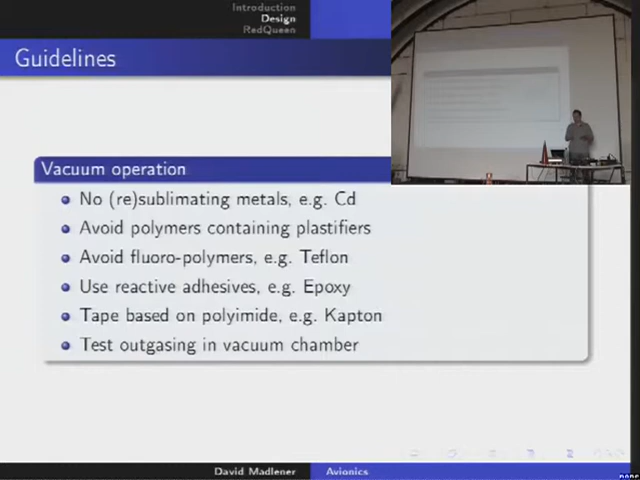 Introduction
Design
RedQueen
Guidelines
Vacuum operation
No (re)sublimating metals, e.g. Cd
Avoid polymers containing plastifiers
Avoid fluoro-polymers, e.g. Teflon
Use reactive adhesives, e.g. Epoxy
Tape based on polyimide, e.g. Kapton
Test outgasing in vacuum chamber
David Madlener
Avionics